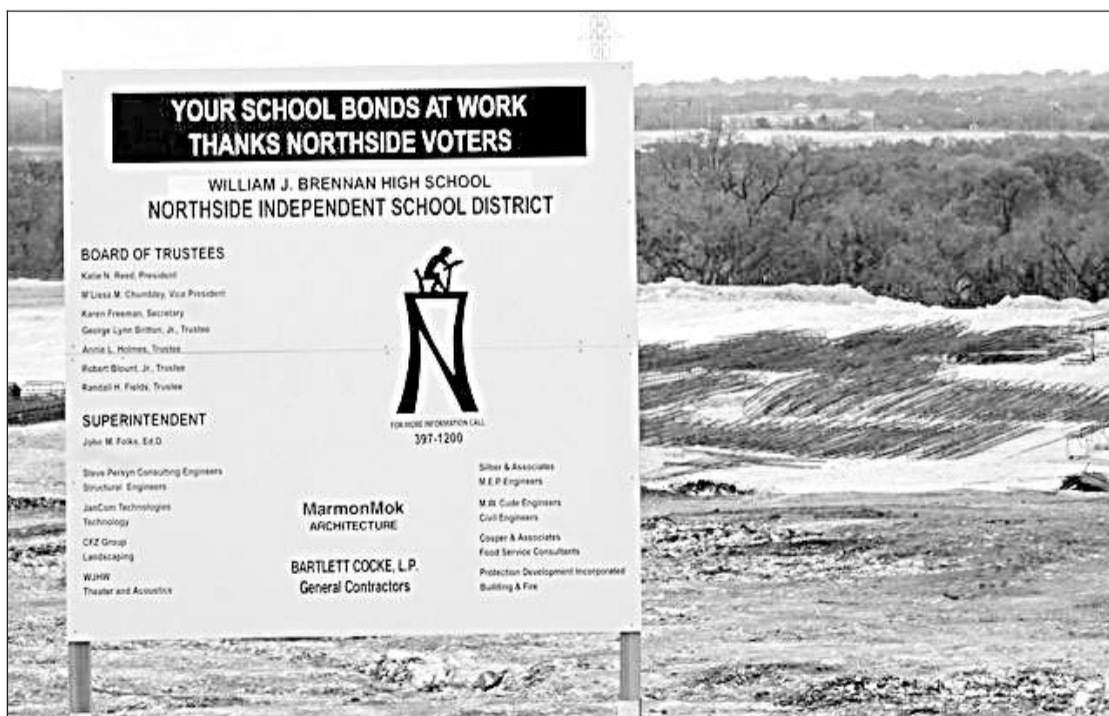 YOUR SCHOOL BONDS AT WORK
THANKS NORTHSIDE VOTERS
WILLIAM J. BRENNAN HIGH SCHOOL
NORTHSIDE INDEPENDENT SCHOOL DISTRICT
BOARD OF TRUSTEES
Katie N. Reed, President
M'Lissa M. Chumbley, Vice President
Karen Freeman, Secretary
George Lynn Britton, Jr., Trustee
Annie L. Holmes, Trustee
Robert Blount, Jr., Trustee
Randall H. Fields, Trustee
SUPERINTENDENT
John M. Folks, Ed.D.
N
FOR MORE INFORMATION CALL
397-1200
Steve Persyn Consulting Engineers
Structural Engineers
JanCom Technologies
Technology
CFZ Group
Landscaping
WJHW
Theater and Acoustics
MarmonMok
ARCHITECTURE
BARTLETT COCKE, L.P.
General Contractors
Silber & Associates
M.E.P. Engineers
M.W. Cude Engineers
Civil Engineers
Cosper & Associates
Food Service Consultants
Protection Development Incorporated
Building & Fire